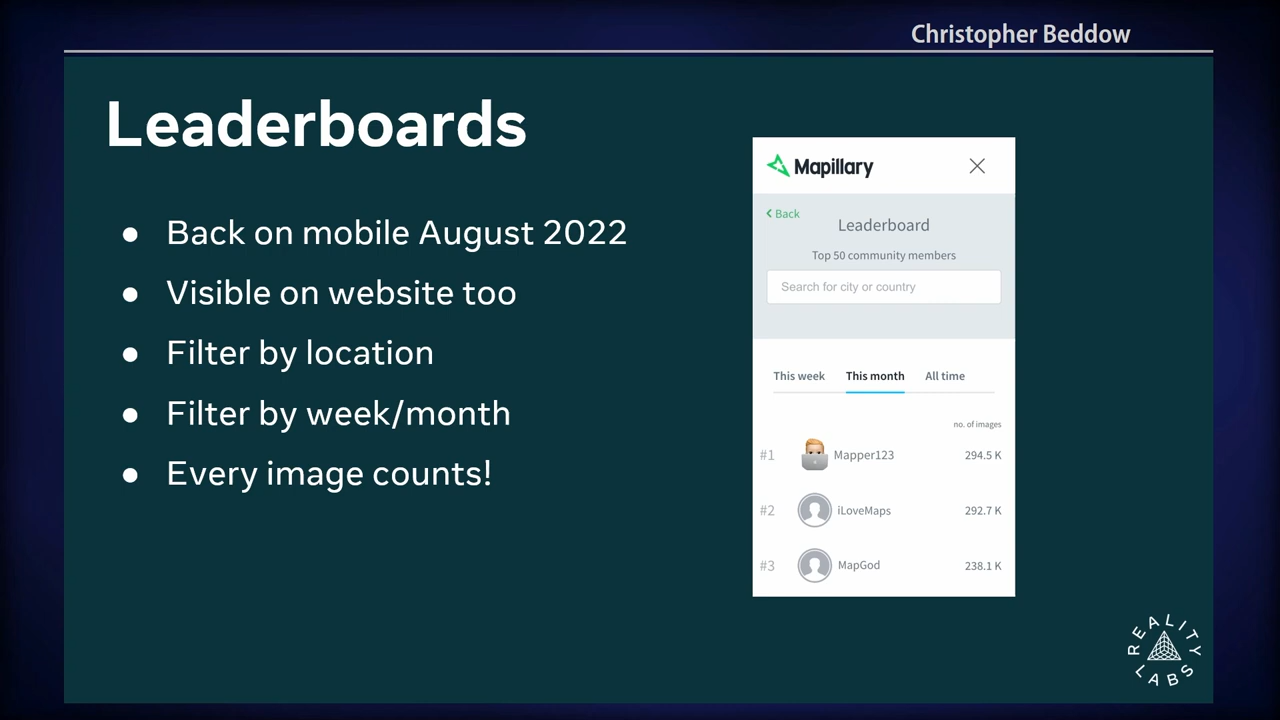 Christopher Beddow
Leaderboards
● Back on mobile August 2022
● Visible on website too
● Filter by location
● Filter by week/month
● Every image counts!
Mapillary
Back
Leaderboard
Top 50 community members
Search for city or country
This week This month All time
no. of images
#1 Mapper123 294.5 K
#2 iLoveMaps 292.7 K
#3 MapGod 238.1 K
REALITY
LABS